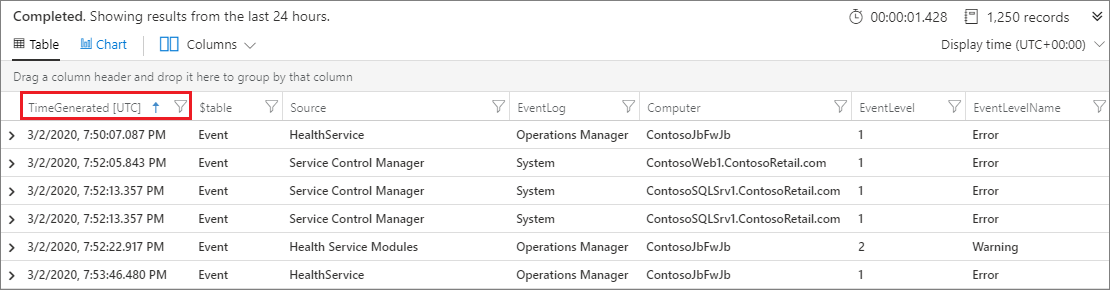 Completed. Showing results from the last 24 hours. 00:00:01.428 1,250 records
Table Chart Columns Display time (UTC+00:00)
Drag a column header and drop it here to group by that column
TimeGenerated [UTC] $table Source EventLog Computer EventLevel EventLevelName
3/2/2020, 7:50:07.087 PM Event HealthService Operations Manager ContosoJbFwJb 1 Error
3/2/2020, 7:52:05.843 PM Event Service Control Manager System ContosoWeb1.ContosoRetail.com 1 Error
3/2/2020, 7:52:13.357 PM Event Service Control Manager System ContosoSQLSrv1.ContosoRetail.com 1 Error
3/2/2020, 7:52:13.357 PM Event Service Control Manager System ContosoSQLSrv1.ContosoRetail.com 1 Error
3/2/2020, 7:52:22.917 PM Event Health Service Modules Operations Manager ContosoJbFwJb 2 Warning
3/2/2020, 7:53:46.480 PM Event HealthService Operations Manager ContosoJbFwJb 1 Error